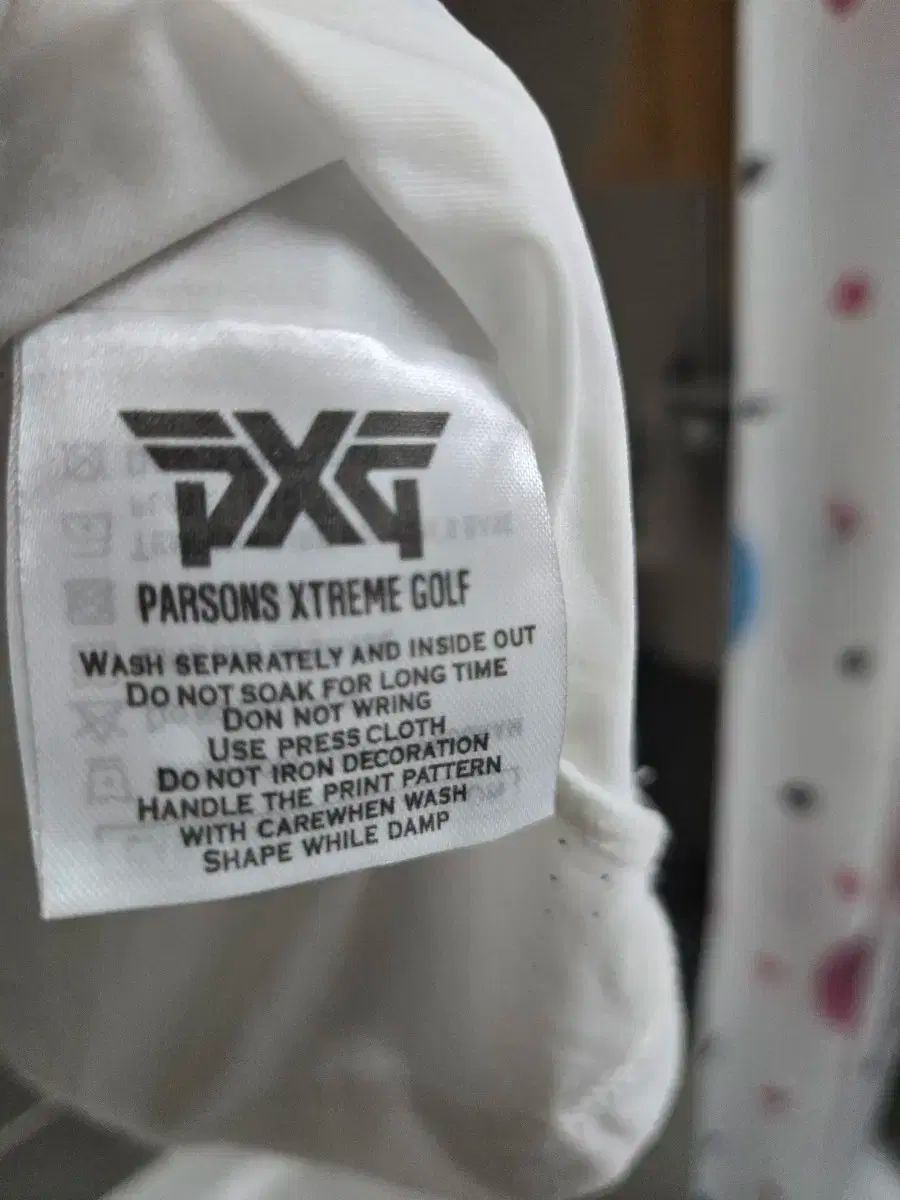 PXG
PARSONS XTREME GOLF
WASH SEPARATELY AND INSIDE OUT
DO NOT SOAK FOR LONG TIME
DON NOT WRING
USE PRESS CLOTH
DO NOT IRON DECORATION
HANDLE THE PRINT PATTERN
WITH CAREWHEN WASH
SHAPE WHILE DAMP